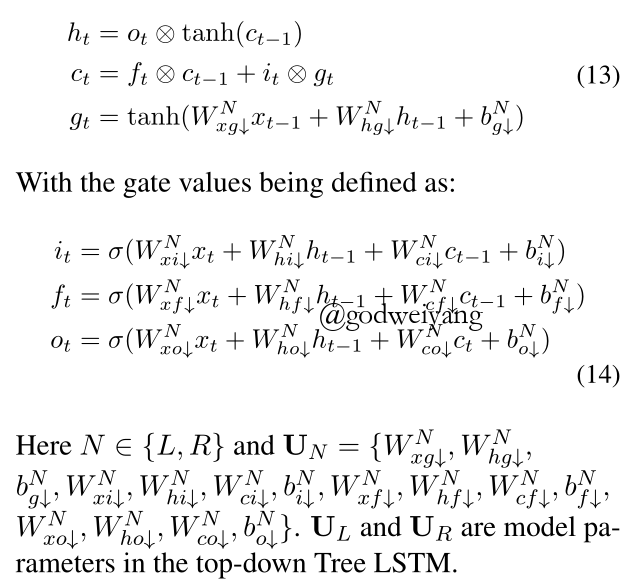 h_t = o_t ⊗ tanh(c_{t−1})
c_t = f_t ⊗ c_{t−1} + i_t ⊗ g_t (13)
g_t = tanh(W^N_{xg↓} x_{t−1} + W^N_{hg↓} h_{t−1} + b^N_{g↓})
With the gate values being defined as:
i_t = σ(W^N_{xi↓} x_t + W^N_{hi↓} h_{t−1} + W^N_{ci↓} c_{t−1} + b^N_{i↓})
f_t = σ(W^N_{xf↓} x_t + W^N_{hf↓} h_{t−1} + W^N_{cf↓} c_{t−1} + b^N_{f↓})
@godweiyang
o_t = σ(W^N_{xo↓} x_t + W^N_{ho↓} h_{t−1} + W^N_{co↓} c_t + b^N_{o↓})
(14)
Here N ∈ {L, R} and U_N = {W^N_{xg↓}, W^N_{hg↓},
b^N_{g↓}, W^N_{xi↓}, W^N_{hi↓}, W^N_{ci↓}, b^N_{i↓}, W^N_{xf↓}, W^N_{hf↓}, W^N_{cf↓}, b^N_{f↓},
W^N_{xo↓}, W^N_{ho↓}, W^N_{co↓}, b^N_{o↓}}. U_L and U_R are model pa-
rameters in the top-down Tree LSTM.